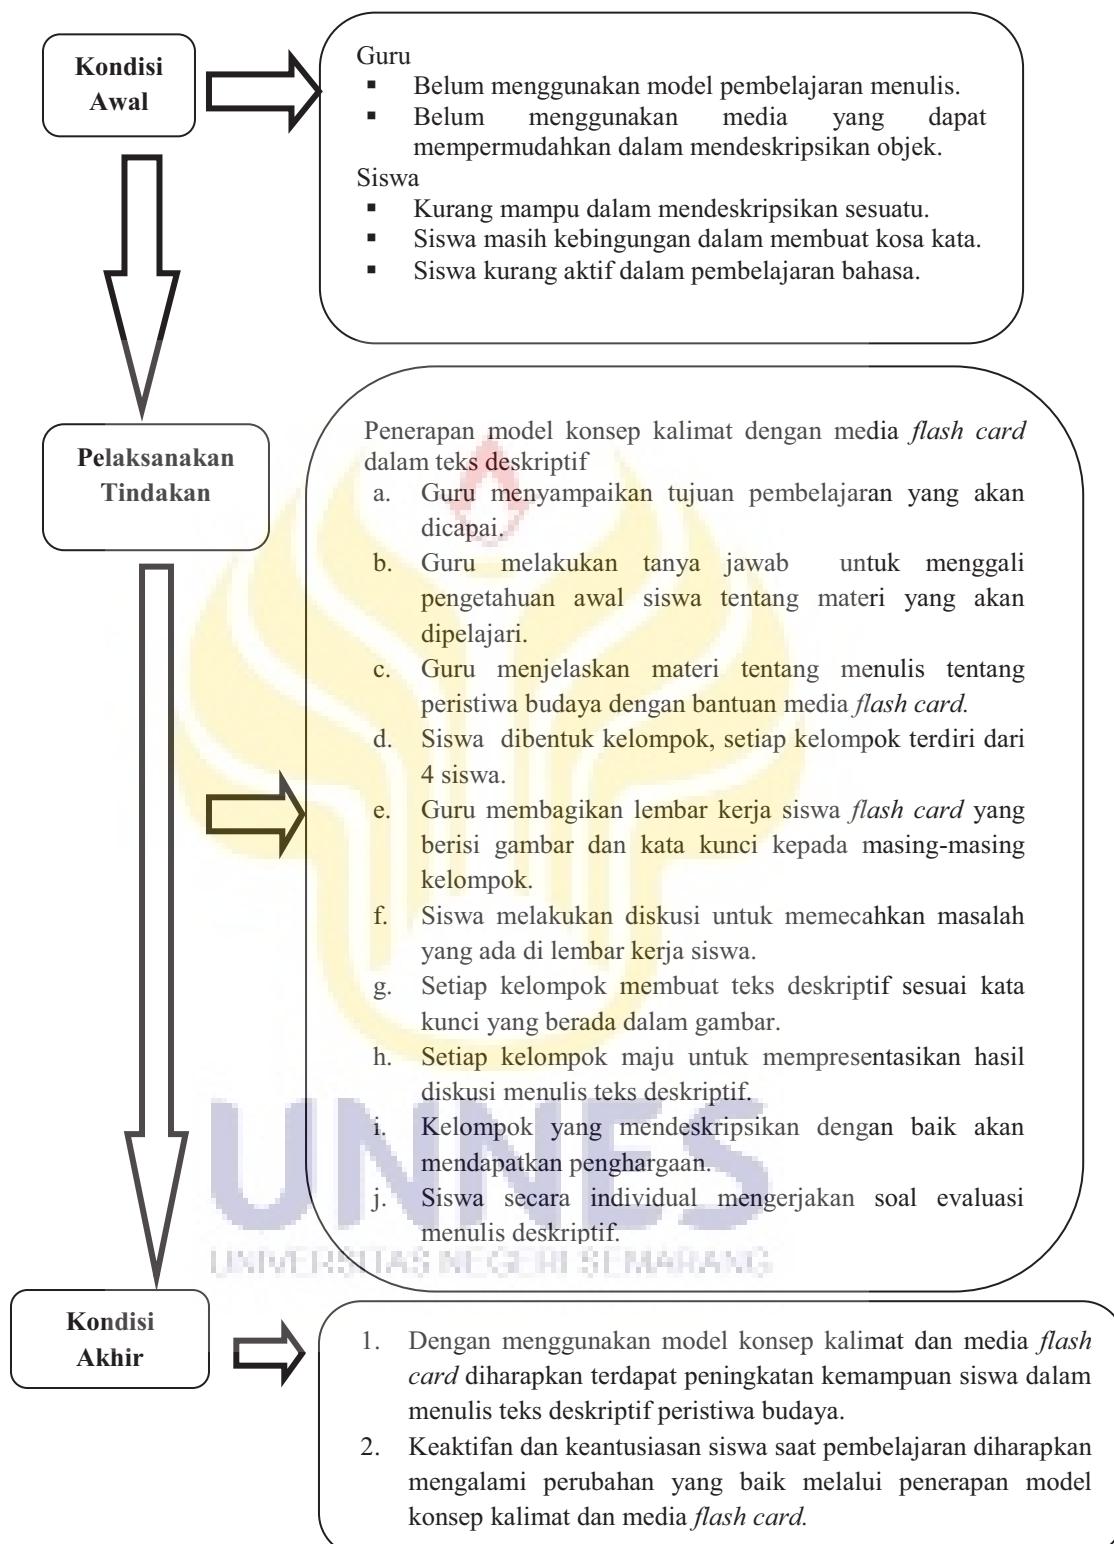 Kondisi
Awal
Guru
▪ Belum menggunakan model pembelajaran menulis.
▪ Belum menggunakan media yang dapat
mempermudahkan dalam mendeskripsikan objek.
Siswa
▪ Kurang mampu dalam mendeskripsikan sesuatu.
▪ Siswa masih kebingungan dalam membuat kosa kata.
▪ Siswa kurang aktif dalam pembelajaran bahasa.
Pelaksanakan
Tindakan
Penerapan model konsep kalimat dengan media flash card
dalam teks deskriptif
a. Guru menyampaikan tujuan pembelajaran yang akan
dicapai.
b. Guru melakukan tanya jawab untuk menggali
pengetahuan awal siswa tentang materi yang akan
dipelajari.
c. Guru menjelaskan materi tentang menulis tentang
peristiwa budaya dengan bantuan media flash card.
d. Siswa dibentuk kelompok, setiap kelompok terdiri dari
4 siswa.
e. Guru membagikan lembar kerja siswa flash card yang
berisi gambar dan kata kunci kepada masing-masing
kelompok.
f. Siswa melakukan diskusi untuk memecahkan masalah
yang ada di lembar kerja siswa.
g. Setiap kelompok membuat teks deskriptif sesuai kata
kunci yang berada dalam gambar.
h. Setiap kelompok maju untuk mempresentasikan hasil
diskusi menulis teks deskriptif.
i. Kelompok yang mendeskripsikan dengan baik akan
mendapatkan penghargaan.
j. Siswa secara individual mengerjakan soal evaluasi
menulis deskriptif.
UNNES
UNIVERSITAS NEGERI SEMARANG
Kondisi
Akhir
1. Dengan menggunakan model konsep kalimat dan media flash
card diharapkan terdapat peningkatan kemampuan siswa dalam
menulis teks deskriptif peristiwa budaya.
2. Keaktifan dan keantusiasan siswa saat pembelajaran diharapkan
mengalami perubahan yang baik melalui penerapan model
konsep kalimat dan media flash card.